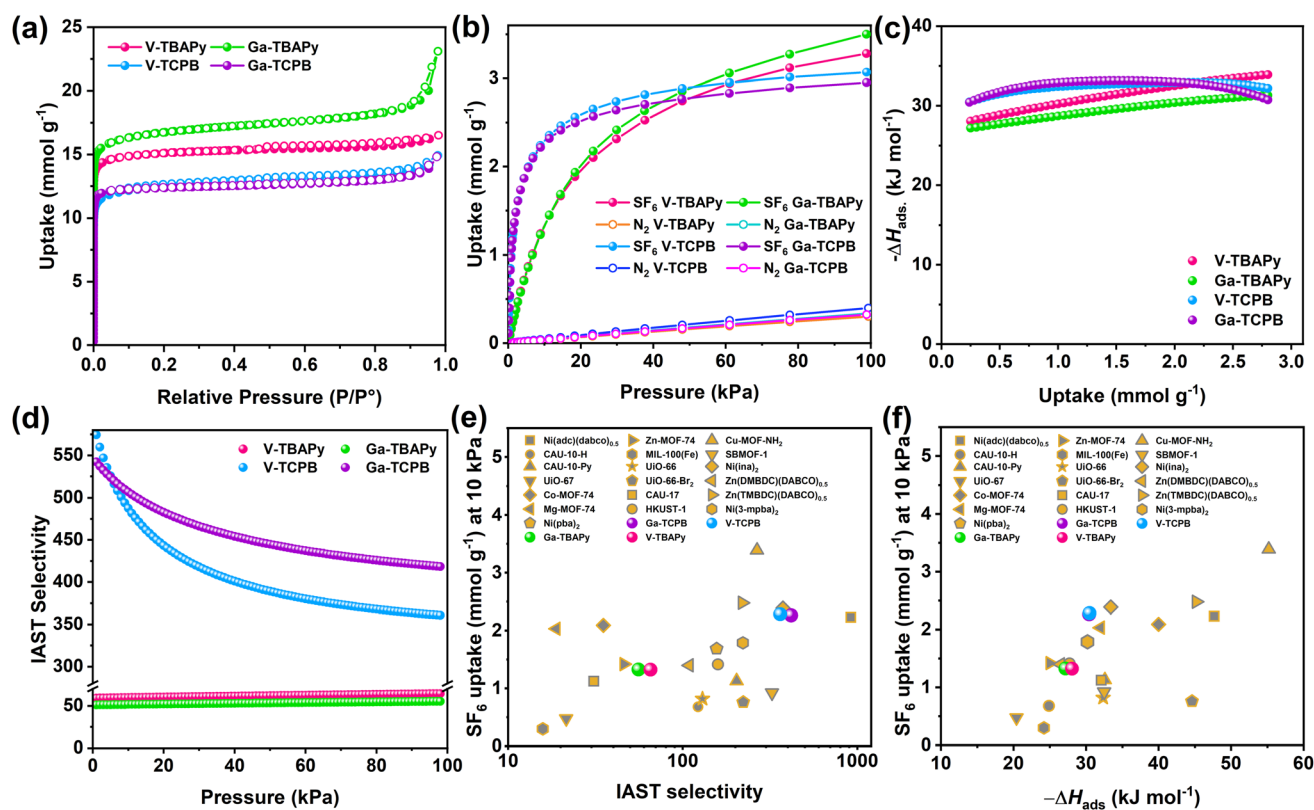 (a)
V-TBAPy Ga-TBAPy
V-TCPB Ga-TCPB
25
20
15
10
5
0
0.0 0.2 0.4 0.6 0.8 1.0
Uptake (mmol g⁻¹)
Relative Pressure (P/P°)
(b)
3
2
1
0
0 20 40 60 80 100
SF₆ V-TBAPy SF₆ Ga-TBAPy
N₂ V-TBAPy N₂ Ga-TBAPy
SF₆ V-TCPB SF₆ Ga-TCPB
N₂ V-TCPB N₂ Ga-TCPB
Uptake (mmol g⁻¹)
Pressure (kPa)
(c)
40
30
20
10
0
0.0 0.5 1.0 1.5 2.0 2.5 3.0
V-TBAPy
Ga-TBAPy
V-TCPB
Ga-TCPB
-ΔHads. (kJ mol⁻¹)
Uptake (mmol g⁻¹)
(d)
V-TBAPy Ga-TBAPy
V-TCPB Ga-TCPB
550
500
450
400
350
300
50
0
0 20 40 60 80 100
IAST Selectivity
Pressure (kPa)
(e)
Ni(adc)(dabco)₀.₅ Zn-MOF-74 Cu-MOF-NH₂
CAU-10-H MIL-100(Fe) SBMOF-1
CAU-10-Py UiO-66 Ni(ina)₂
UiO-67 UiO-66-Br₂ Zn(DMBDC)(DABCO)₀.₅
Co-MOF-74 CAU-17 Zn(TMBDC)(DABCO)₀.₅
Mg-MOF-74 HKUST-1 Ni(3-mpba)₂
Ni(pba)₂ Ga-TCPB V-TCPB
Ga-TBAPy V-TBAPy
6
5
4
3
2
1
0
10 100 1000
SF₆ uptake (mmol g⁻¹) at 10 kPa
IAST selectivity
(f)
Ni(adc)(dabco)₀.₅ Zn-MOF-74 Cu-MOF-NH₂
CAU-10-H MIL-100(Fe) SBMOF-1
CAU-10-Py UiO-66 Ni(ina)₂
UiO-67 UiO-66-Br₂ Zn(DMBDC)(DABCO)₀.₅
Co-MOF-74 CAU-17 Zn(TMBDC)(DABCO)₀.₅
Mg-MOF-74 HKUST-1 Ni(3-mpba)₂
Ni(pba)₂ Ga-TCPB V-TCPB
Ga-TBAPy V-TBAPy
6
5
4
3
2
1
0
10 20 30 40 50 60
SF₆ uptake (mmol g⁻¹) at 10 kPa
−ΔHads (kJ mol⁻¹)